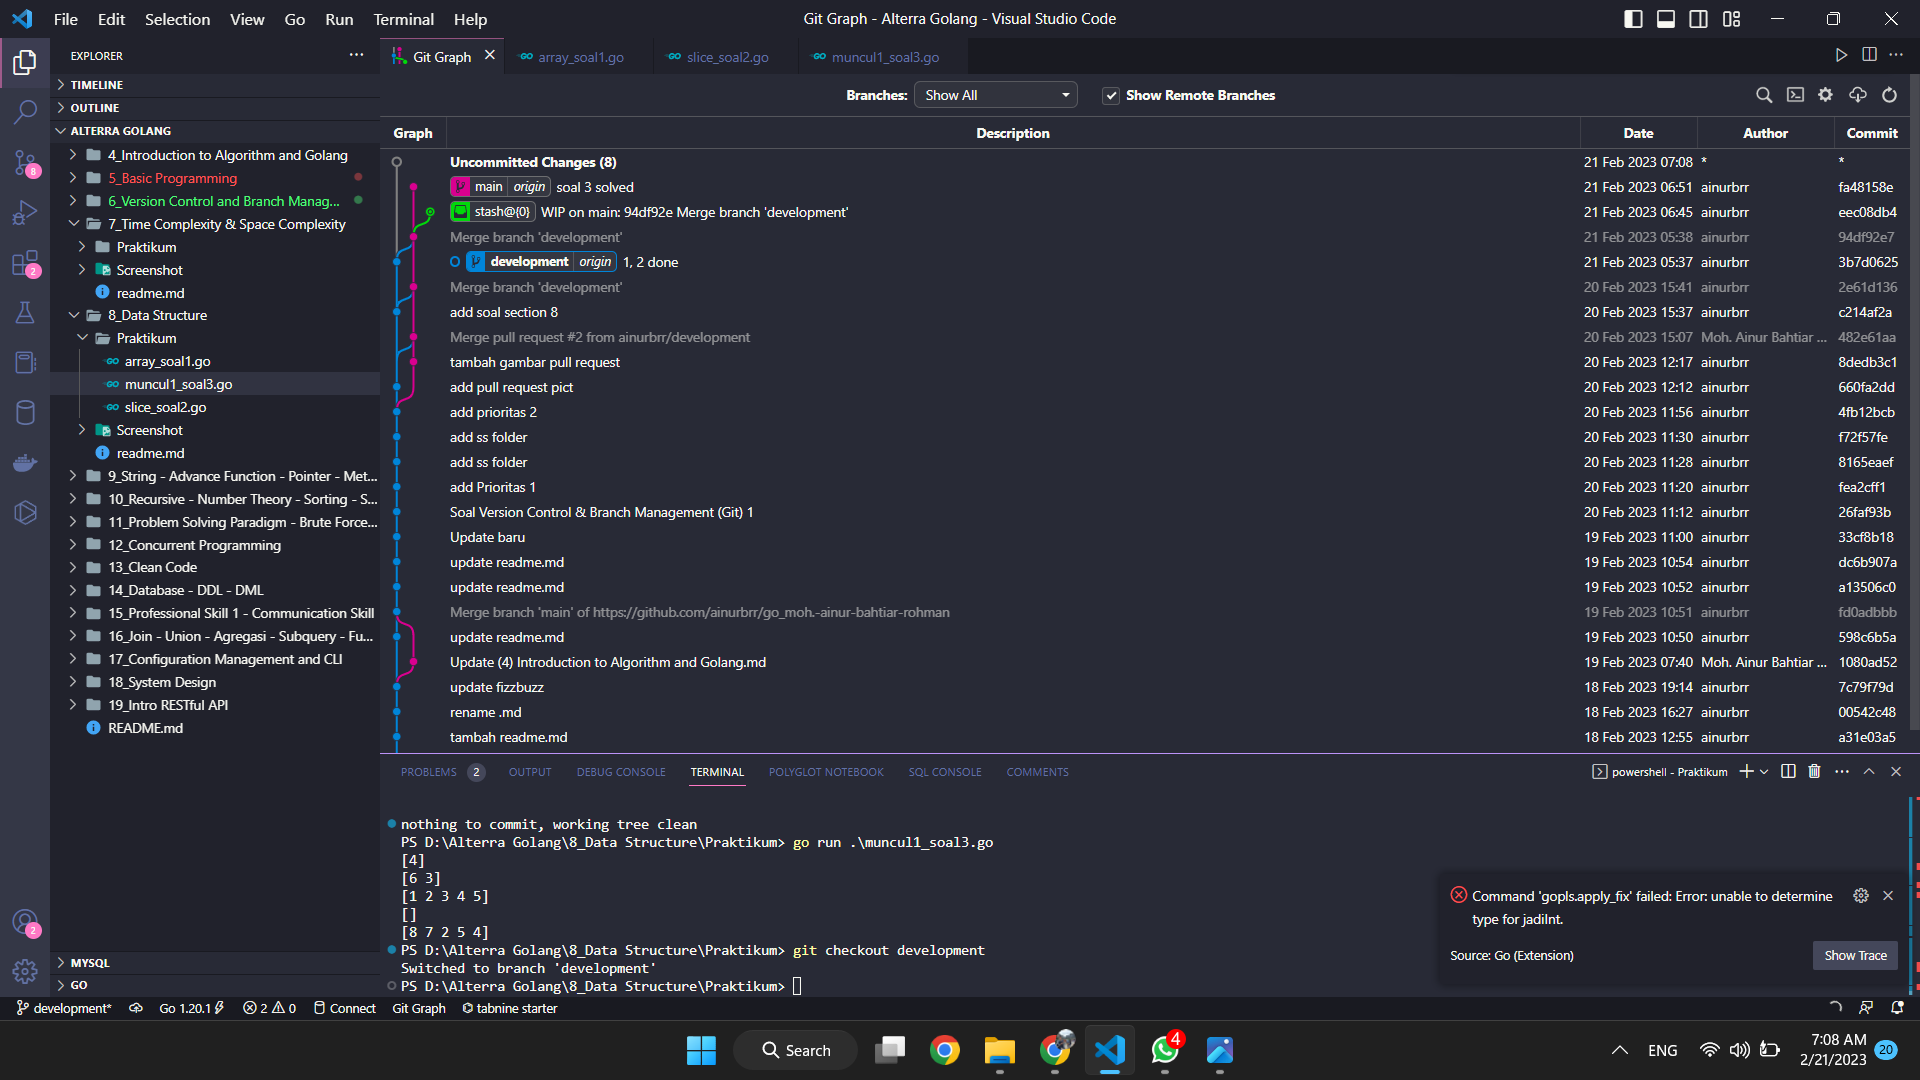 File Edit Selection View Go Run Terminal Help
Git Graph - Alterra Golang - Visual Studio Code
EXPLORER
TIMELINE
OUTLINE
ALTERRA GOLANG
4_Introduction to Algorithm and Golang
5_Basic Programming
6_Version Control and Branch Manag...
7_Time Complexity & Space Complexity
Praktikum
Screenshot
readme.md
8_Data Structure
Praktikum
array_soal1.go
muncul1_soal3.go
slice_soal2.go
Screenshot
readme.md
9_String - Advance Function - Pointer - Met...
10_Recursive - Number Theory - Sorting - S...
11_Problem Solving Paradigm - Brute Force...
12_Concurrent Programming
13_Clean Code
14_Database - DDL - DML
15_Professional Skill 1 - Communication Skill
16_Join - Union - Agregasi - Subquery - Fu...
17_Configuration Management and CLI
18_System Design
19_Intro RESTful API
README.md
MYSQL
GO
8
2
2
Git Graph array_soal1.go slice_soal2.go muncul1_soal3.go
Branches: Show All Show Remote Branches
Graph Description Date Author Commit
Uncommitted Changes (8) 21 Feb 2023 07:08 * *
main origin soal 3 solved 21 Feb 2023 06:51 ainurbrr fa48158e
stash@{0} WIP on main: 94df92e Merge branch 'development' 21 Feb 2023 06:45 ainurbrr eec08db4
Merge branch 'development' 21 Feb 2023 05:38 ainurbrr 94df92e7
development origin 1, 2 done 21 Feb 2023 05:37 ainurbrr 3b7d0625
Merge branch 'development' 20 Feb 2023 15:41 ainurbrr 2e61d136
add soal section 8 20 Feb 2023 15:37 ainurbrr c214af2a
Merge pull request #2 from ainurbrr/development 20 Feb 2023 15:07 Moh. Ainur Bahtiar ... 482e61aa
tambah gambar pull request 20 Feb 2023 12:17 ainurbrr 8dedb3c1
add pull request pict 20 Feb 2023 12:12 ainurbrr 660fa2dd
add prioritas 2 20 Feb 2023 11:56 ainurbrr 4fb12bcb
add ss folder 20 Feb 2023 11:30 ainurbrr f72f57fe
add ss folder 20 Feb 2023 11:28 ainurbrr 8165eaef
add Prioritas 1 20 Feb 2023 11:20 ainurbrr fea2cff1
Soal Version Control & Branch Management (Git) 1 20 Feb 2023 11:12 ainurbrr 26faf93b
Update baru 19 Feb 2023 11:00 ainurbrr 33cf8b18
update readme.md 19 Feb 2023 10:54 ainurbrr dc6b907a
update readme.md 19 Feb 2023 10:52 ainurbrr a13506c0
Merge branch 'main' of https://github.com/ainurbrr/go_moh.-ainur-bahtiar-rohman 19 Feb 2023 10:51 ainurbrr fd0adbbb
update readme.md 19 Feb 2023 10:50 ainurbrr 598c6b5a
Update (4) Introduction to Algorithm and Golang.md 19 Feb 2023 07:40 Moh. Ainur Bahtiar ... 1080ad52
update fizzbuzz 18 Feb 2023 19:14 ainurbrr 7c79f79d
rename .md 18 Feb 2023 16:27 ainurbrr 00542c48
tambah readme.md 18 Feb 2023 12:55 ainurbrr a31e03a5
PROBLEMS 2 OUTPUT DEBUG CONSOLE TERMINAL POLYGLOT NOTEBOOK SQL CONSOLE COMMENTS
powershell - Praktikum
nothing to commit, working tree clean
PS D:\Alterra Golang\8_Data Structure\Praktikum> go run .\muncul1_soal3.go
[4]
[6 3]
[1 2 3 4 5]
[]
[8 7 2 5 4]
PS D:\Alterra Golang\8_Data Structure\Praktikum> git checkout development
Switched to branch 'development'
PS D:\Alterra Golang\8_Data Structure\Praktikum>
Command 'gopls.apply_fix' failed: Error: unable to determine
type for jadiInt.
Source: Go (Extension) Show Trace
development* Go 1.20.1 2 0 Connect Git Graph tabnine starter
Search 4 ENG 7:08 AM
2/21/2023 20